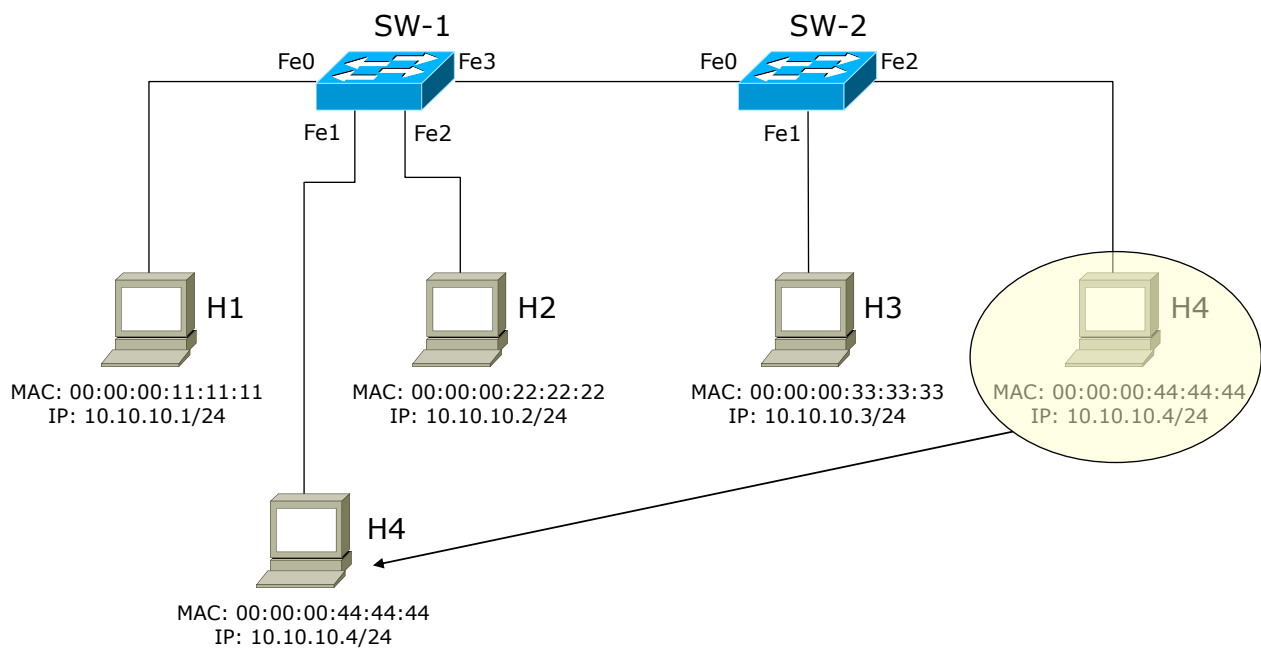 SW-1
SW-2
Fe0
Fe3
Fe0
Fe2
Fe1
Fe2
Fe1
H1
H2
H3
H4
MAC: 00:00:00:11:11:11
IP: 10.10.10.1/24
MAC: 00:00:00:22:22:22
IP: 10.10.10.2/24
MAC: 00:00:00:33:33:33
IP: 10.10.10.3/24
MAC: 00:00:00:44:44:44
IP: 10.10.10.4/24
H4
MAC: 00:00:00:44:44:44
IP: 10.10.10.4/24